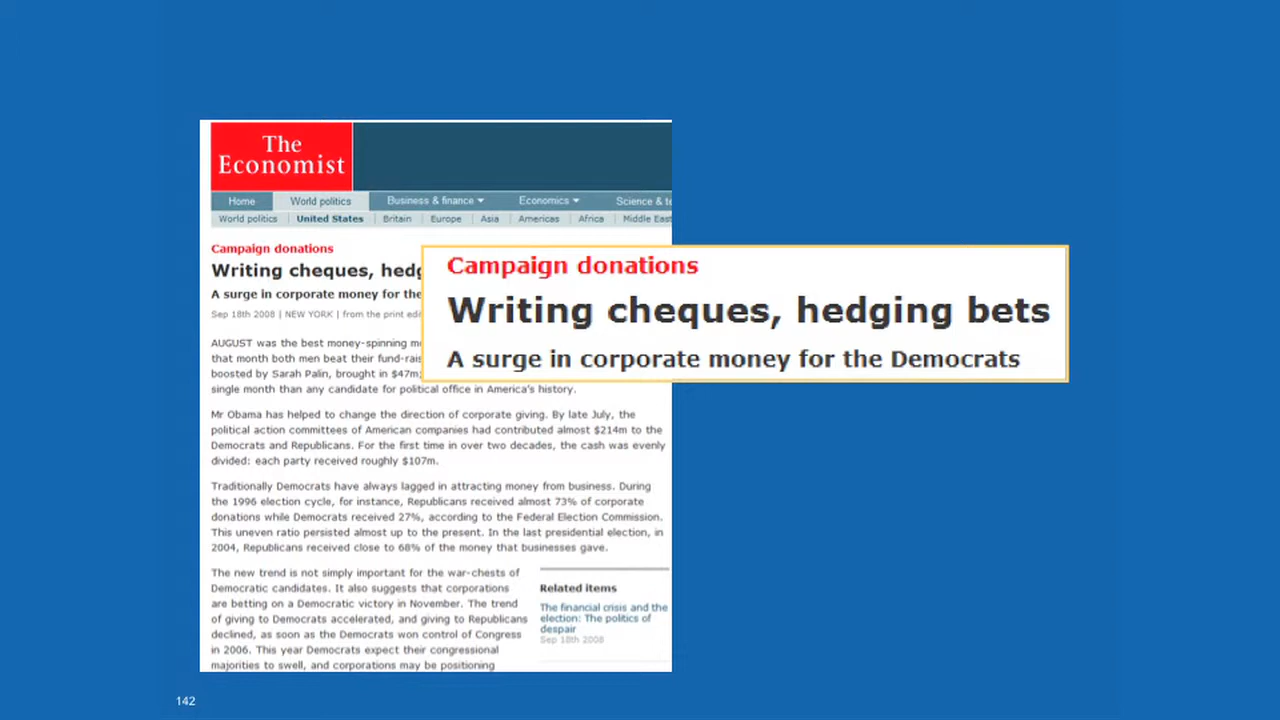 The
Economist
Home World politics Business & finance Economics Science & te
World politics United States Britain Europe Asia Americas Africa Middle East
Campaign donations
Writing cheques, hedg
A surge in corporate money for the
Sep 18th 2008 | NEW YORK | from the print edi
Campaign donations
Writing cheques, hedging bets
A surge in corporate money for the Democrats
AUGUST was the best money-spinning m
that month both men beat their fund-rais
boosted by Sarah Palin, brought in $47m;
single month than any candidate for political office in America's history.
Mr Obama has helped to change the direction of corporate giving. By late July, the
political action committees of American companies had contributed almost $214m to the
Democrats and Republicans. For the first time in over two decades, the cash was evenly
divided: each party received roughly $107m.
Traditionally Democrats have always lagged in attracting money from business. During
the 1996 election cycle, for instance, Republicans received almost 73% of corporate
donations while Democrats received 27%, according to the Federal Election Commission.
This uneven ratio persisted almost up to the present. In the last presidential election, in
2004, Republicans received close to 68% of the money that businesses gave.
The new trend is not simply important for the war-chests of
Democratic candidates. It also suggests that corporations
are betting on a Democratic victory in November. The trend
of giving to Democrats accelerated, and giving to Republicans
declined, as soon as the Democrats won control of Congress
in 2006. This year Democrats expect their congressional
majorities to swell, and corporations may be positioning
Related items
The financial crisis and the
election: The politics of
despair
Sep 18th 2008
142